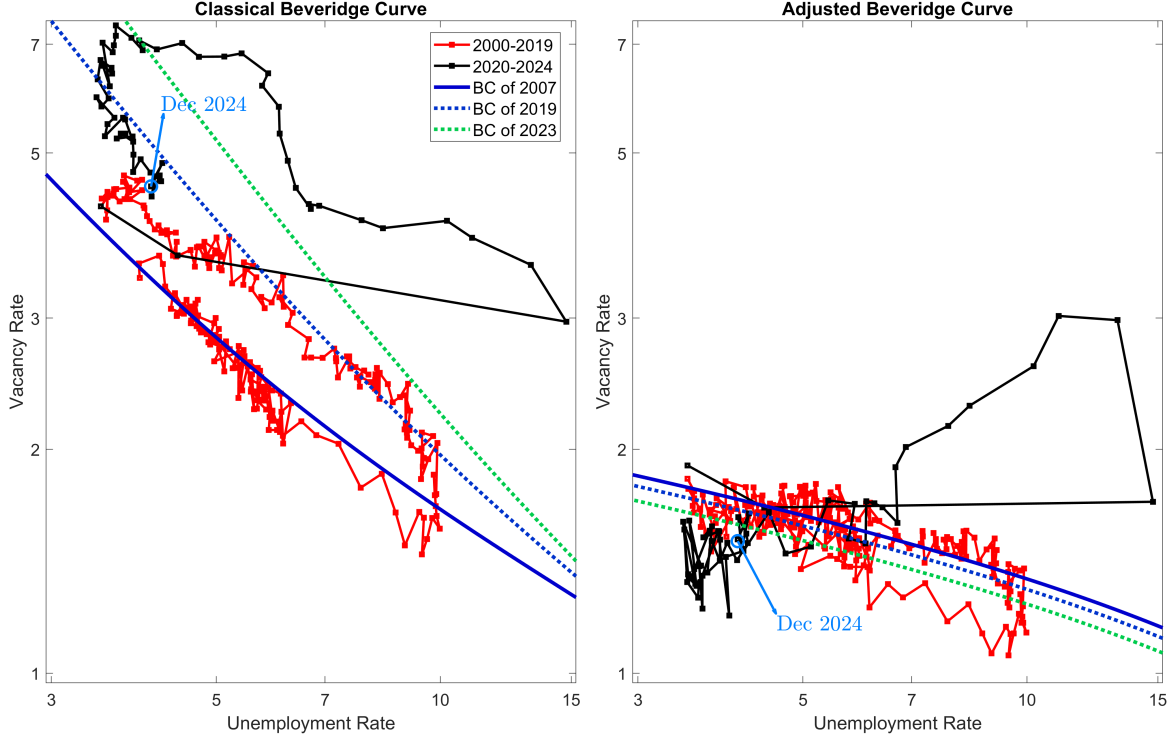 Classical Beveridge Curve
7
5
3
2
1
3
5
7
10
15
Vacancy Rate
Unemployment Rate
2000-2019
2020-2024
BC of 2007
BC of 2019
BC of 2023
Dec 2024
Adjusted Beveridge Curve
7
5
3
2
1
3
5
7
10
15
Vacancy Rate
Unemployment Rate
Dec 2024